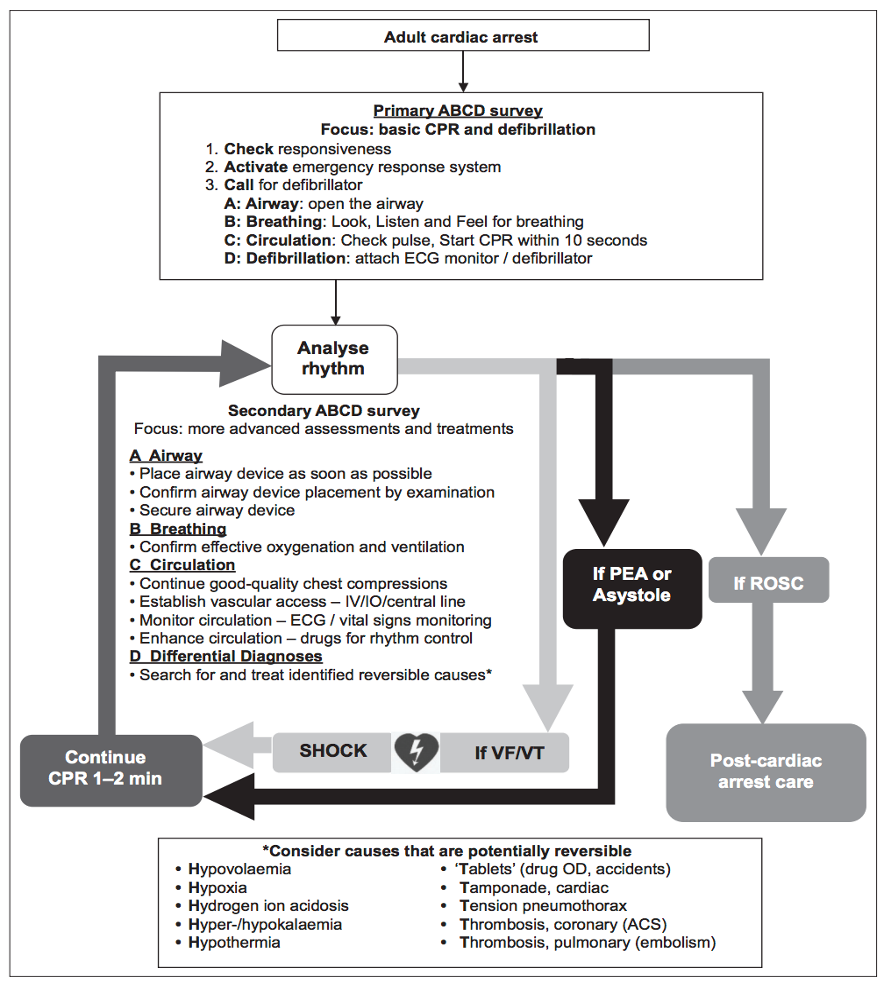 Adult cardiac arrest
Primary ABCD survey
Focus: basic CPR and defibrillation
1. Check responsiveness
2. Activate emergency response system
3. Call for defibrillator
A: Airway: open the airway
B: Breathing: Look, Listen and Feel for breathing
C: Circulation: Check pulse, Start CPR within 10 seconds
D: Defibrillation: attach ECG monitor / defibrillator
Analyse
rhythm
Secondary ABCD survey
Focus: more advanced assessments and treatments
A Airway
• Place airway device as soon as possible
• Confirm airway device placement by examination
• Secure airway device
B Breathing
• Confirm effective oxygenation and ventilation
C Circulation
• Continue good-quality chest compressions
• Establish vascular access – IV/IO/central line
• Monitor circulation – ECG / vital signs monitoring
• Enhance circulation – drugs for rhythm control
D Differential Diagnoses
• Search for and treat identified reversible causes*
If PEA or
Asystole
If ROSC
SHOCK
If VF/VT
Continue
CPR 1–2 min
Post-cardiac
arrest care
*Consider causes that are potentially reversible
• Hypovolaemia
• Hypoxia
• Hydrogen ion acidosis
• Hyper-/hypokalaemia
• Hypothermia
• ‘Tablets’ (drug OD, accidents)
• Tamponade, cardiac
• Tension pneumothorax
• Thrombosis, coronary (ACS)
• Thrombosis, pulmonary (embolism)